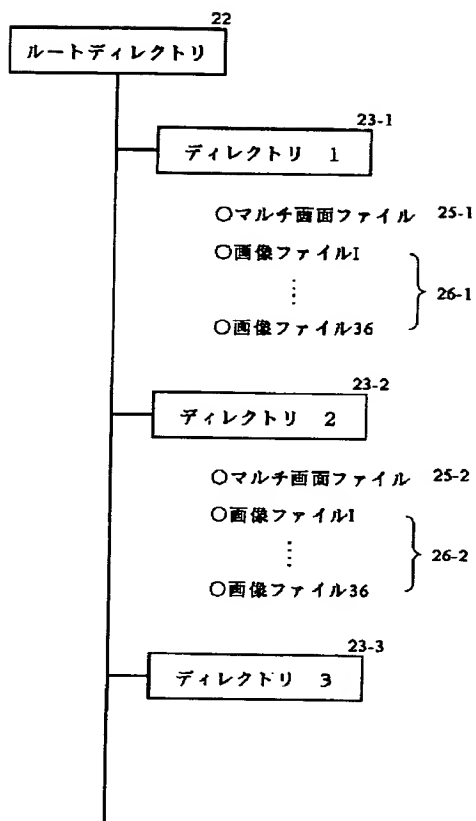 22
ルートディレクトリ
23-1
ディレクトリ 1
○マルチ画面ファイル 25-1
○画像ファイルI
26-1
○画像ファイル36
23-2
ディレクトリ 2
○マルチ画面ファイル 25-2
○画像ファイルI
26-2
○画像ファイル36
23-3
ディレクトリ 3